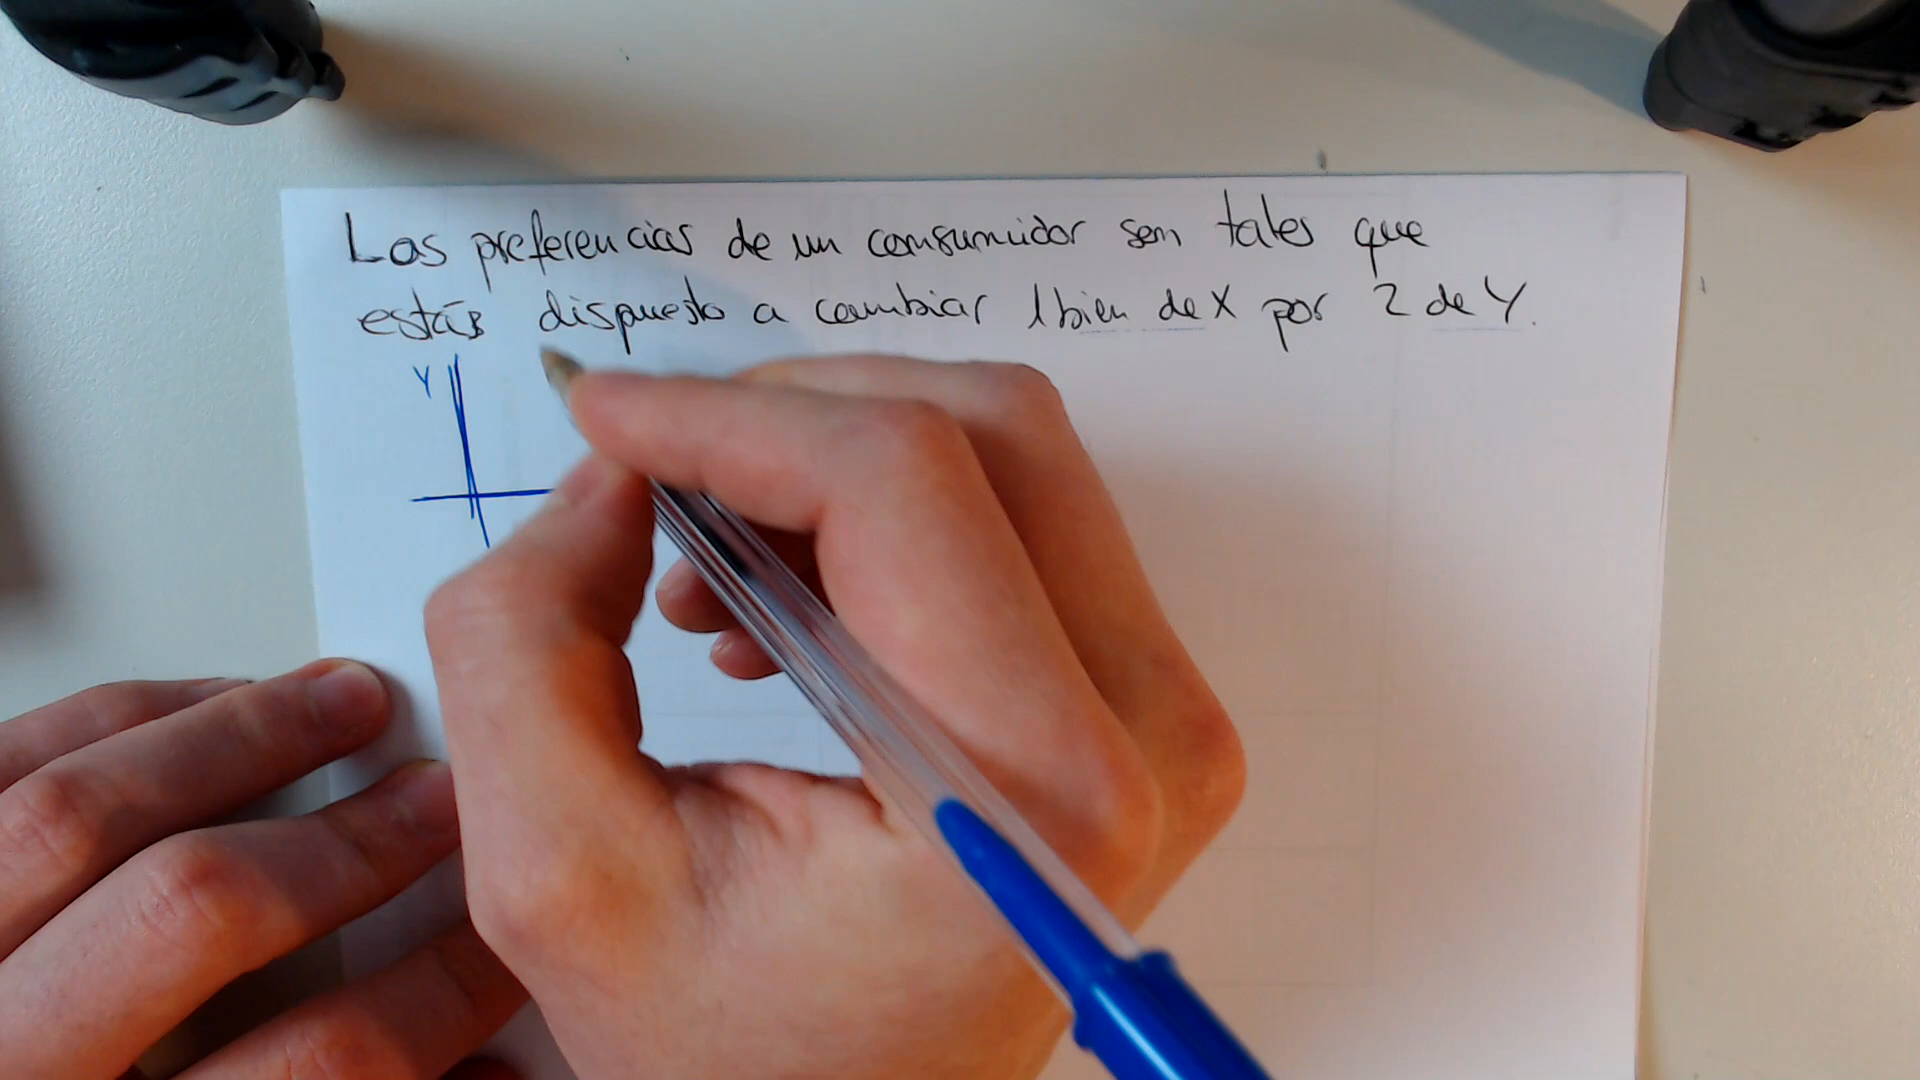 Las preferencias de un consumidor son tales que
estás dispuesto a cambiar 1 bien de X por 2 de Y.
Y